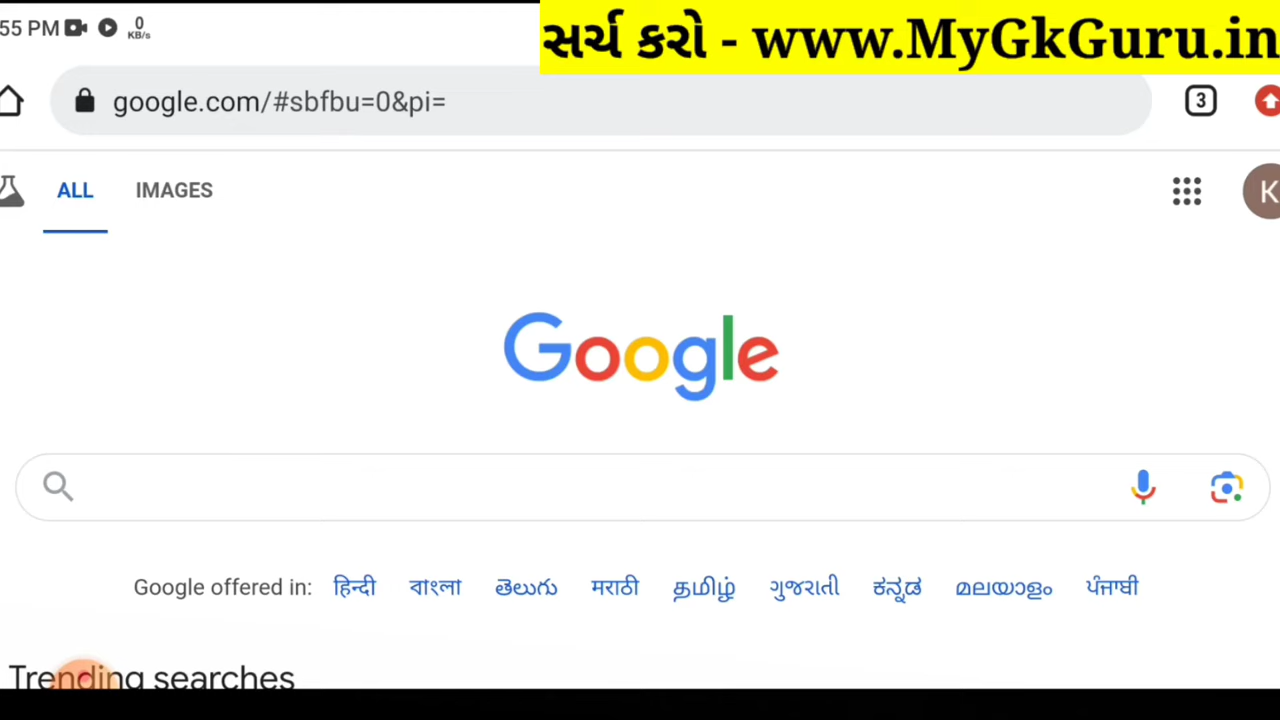 55 PM 0 KB/s
સર્ચ કરો - www.MyGkGuru.in
google.com/#sbfbu=0&pi= 3
ALL IMAGES K
Google
Google offered in: हिन्दी বাংলা తెలుగు मराठी தமிழ் ગુજરાતી ಕನ್ನಡ മലയാളം ਪੰਜਾਬੀ
Trending searches